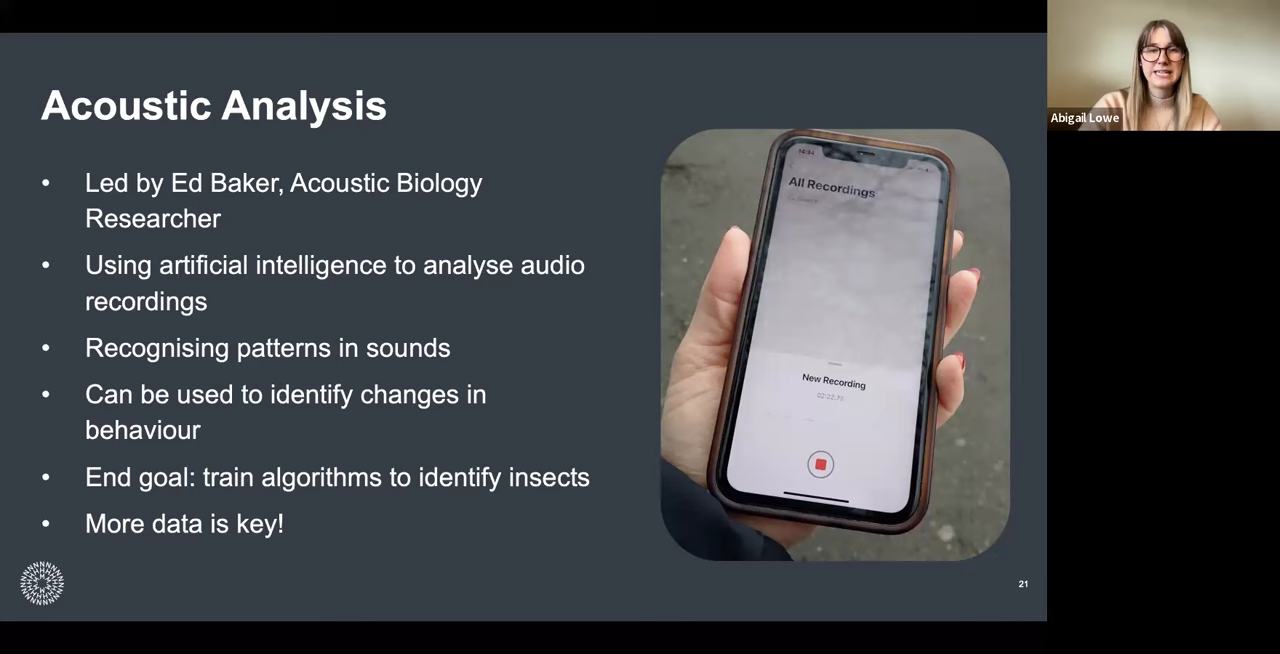 Acoustic Analysis
• Led by Ed Baker, Acoustic Biology
Researcher
• Using artificial intelligence to analyse audio
recordings
• Recognising patterns in sounds
• Can be used to identify changes in
behaviour
• End goal: train algorithms to identify insects
• More data is key!
All Recordings
New Recording
21
Abigail Lowe